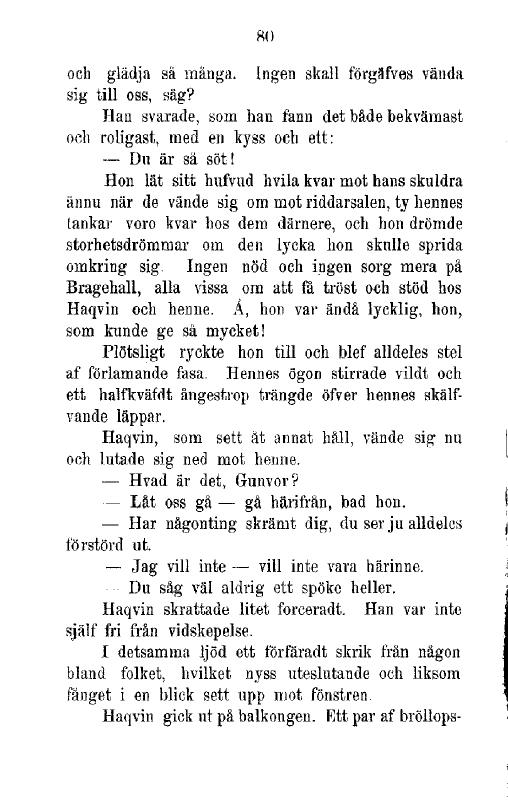 80
och glädja så många. Ingen skall förgäfves vända
sig till oss, säg?
Han svarade, som han fann det både bekvämast
och roligast, med en kyss och ett:
— Du är så söt!
Hon lät sitt hufvud hvila kvar mot hans skuldra
ännu när de vände sig om mot riddarsalen, ty hennes
tankar voro kvar hos dem därnere, och hon drömde
storhetsdrömmar om den lycka hon skulle sprida
omkring sig. Ingen nöd och ingen sorg mera på
Bragehall, alla vissa om att få tröst och stöd hos
Haqvin och henne. Å, hon var ändå lycklig, hon,
som kunde ge så mycket!
Plötsligt ryckte hon till och blef alldeles stel
af förlamande fasa. Hennes ögon stirrade vildt och
ett halfkväfdt ångestrop trängde öfver hennes skälf-
vande läppar.
Haqvin, som sett åt annat håll, vände sig nu
och lutade sig ned mot henne.
— Hvad är det, Gunvor?
— Låt oss gå — gå härifrån, bad hon.
— Har någonting skrämt dig, du ser ju alldeles
förstörd ut.
— Jag vill inte — vill inte vara härinne.
— Du såg väl aldrig ett spöke heller.
Haqvin skrattade litet forceradt. Han var inte
själf fri från vidskepelse.
I detsamma ljöd ett förfäradt skrik från någon
bland folket, hvilket nyss uteslutande och liksom
fånget i en blick sett upp mot fönstren.
Haqvin gick ut på balkongen. Ett par af bröllops-